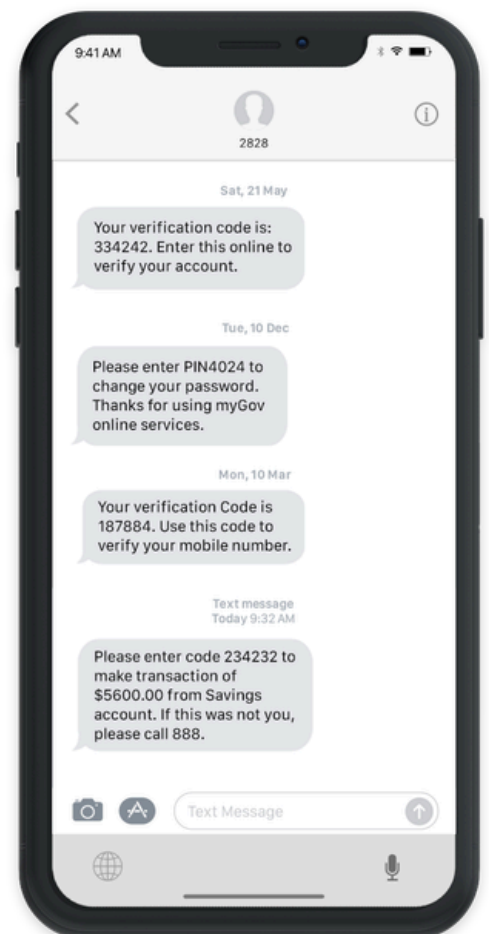 9:41 AM
2828
Sat, 21 May
Your verification code is:
334242. Enter this online to
verify your account.
Tue, 10 Dec
Please enter PIN4024 to
change your password.
Thanks for using myGov
online services.
Mon, 10 Mar
Your verification Code is
187884. Use this code to
verify your mobile number.
Text message
Today 9:32 AM
Please enter code 234232 to
make transaction of
$5600.00 from Savings
account. If this was not you,
please call 888.
Text Message